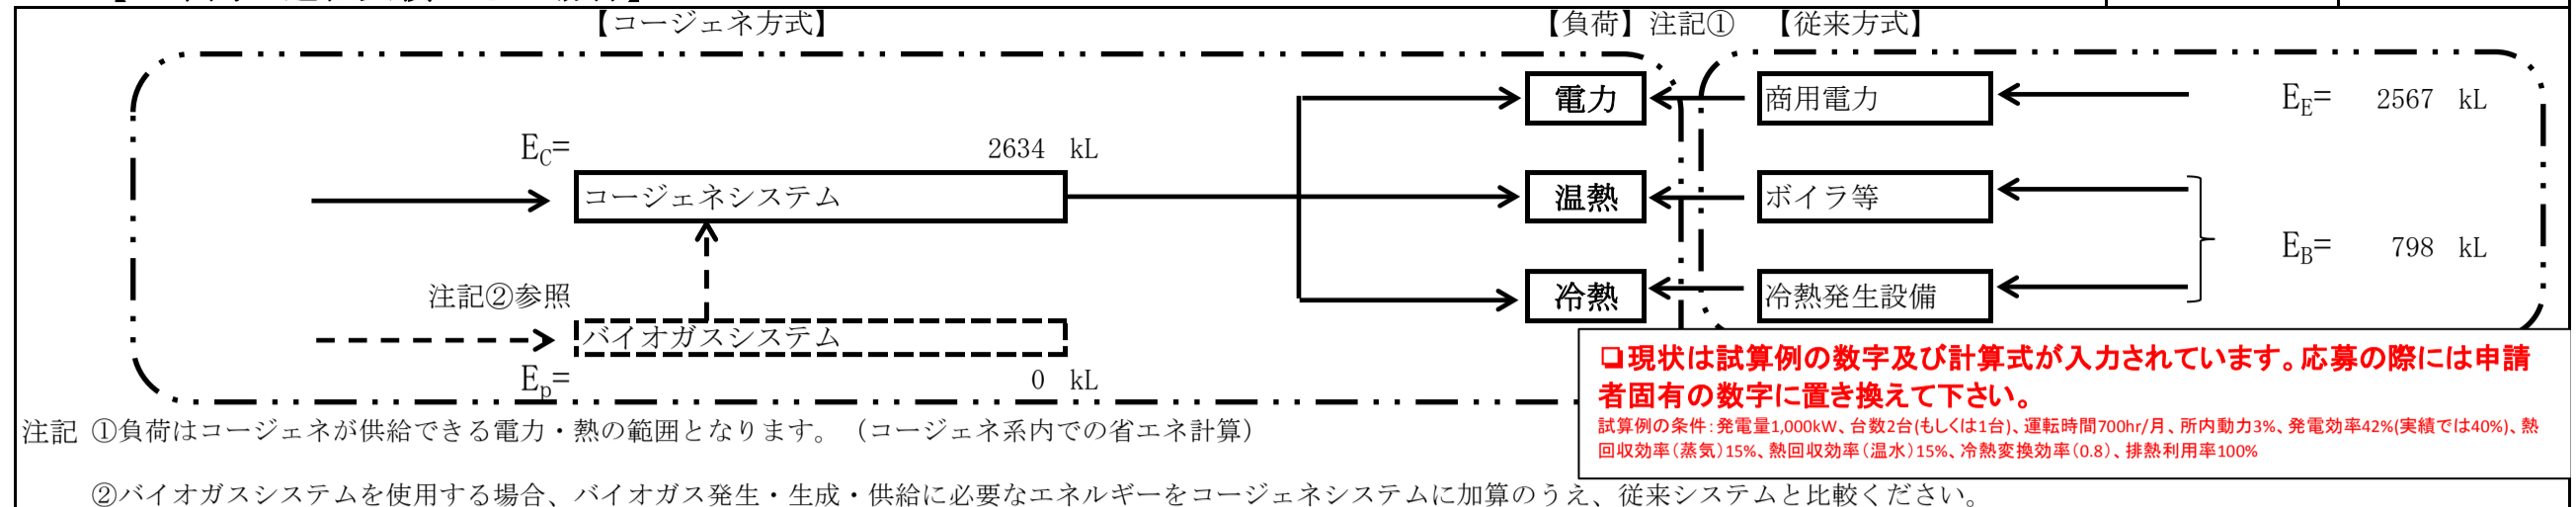 【コージェネ方式】
【負荷】注記① 【従来方式】
電力
商用電力
E_E= 2567 kL
E_C= 2634 kL
コージェネシステム
温熱
ボイラ等
E_B= 798 kL
注記②参照
冷熱
冷熱発生設備
バイオガスシステム
E_p= 0 kL
❏現状は試算例の数字及び計算式が入力されています。応募の際には申請
者固有の数字に置き換えて下さい。
試算例の条件：発電量1,000kW、台数2台(もしくは1台)、運転時間700hr/月、所内動力3%、発電効率42%(実績では40%)、熱
回収効率（蒸気）15%、熱回収効率（温水）15%、冷熱変換効率（0.8）、排熱利用率100%
注記 ①負荷はコージェネが供給できる電力・熱の範囲となります。（コージェネ系内での省エネ計算）
②バイオガスシステムを使用する場合、バイオガス発生・生成・供給に必要なエネルギーをコージェネシステムに加算のうえ、従来システムと比較ください。